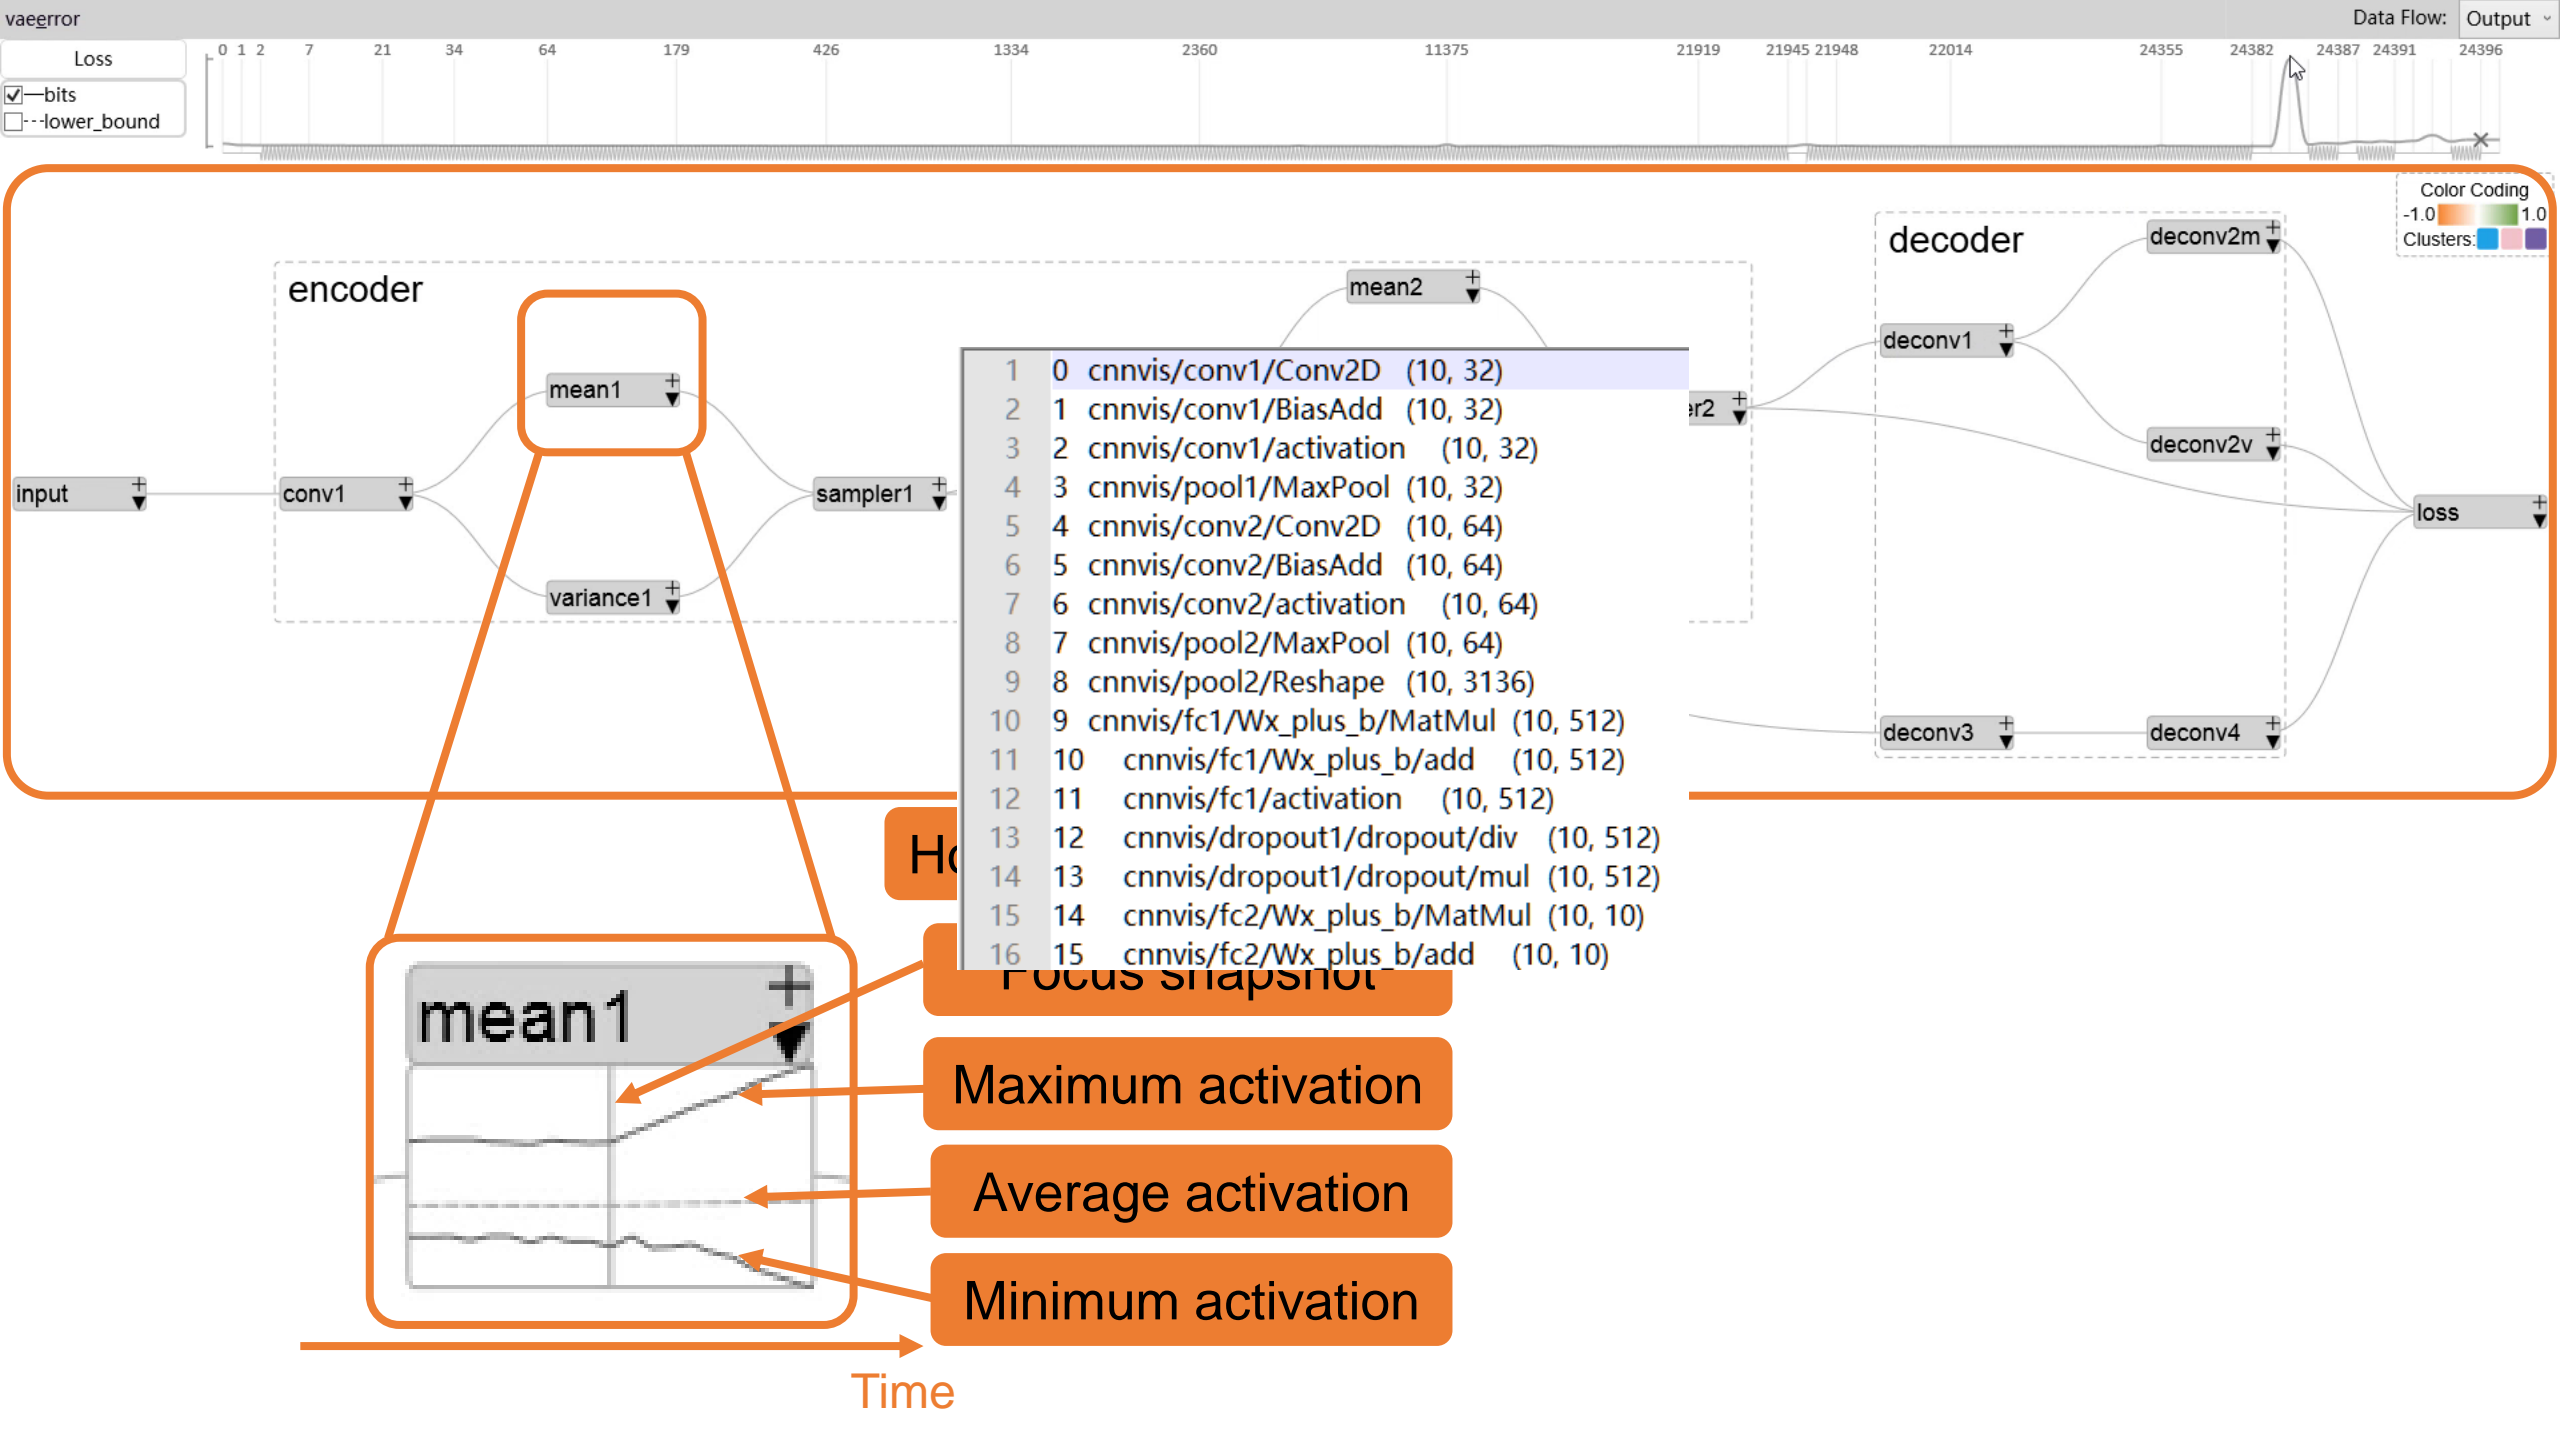 vaeerror
Data Flow: Output
Loss
bits
lower_bound
0 1 2 7 21 34 64 179 426 1334 2360 11375 21919 21945 21948 22014 24355 24382 24387 24391 24396
Color Coding
-1.0 1.0
Clusters:
encoder
decoder
input
conv1
mean1
variance1
sampler1
mean2
er2
deconv1
deconv2m
deconv2v
deconv3
deconv4
loss
1 0 cnnvis/conv1/Conv2D (10, 32)
2 1 cnnvis/conv1/BiasAdd (10, 32)
3 2 cnnvis/conv1/activation (10, 32)
4 3 cnnvis/pool1/MaxPool (10, 32)
5 4 cnnvis/conv2/Conv2D (10, 64)
6 5 cnnvis/conv2/BiasAdd (10, 64)
7 6 cnnvis/conv2/activation (10, 64)
8 7 cnnvis/pool2/MaxPool (10, 64)
9 8 cnnvis/pool2/Reshape (10, 3136)
10 9 cnnvis/fc1/Wx_plus_b/MatMul (10, 512)
11 10 cnnvis/fc1/Wx_plus_b/add (10, 512)
12 11 cnnvis/fc1/activation (10, 512)
13 12 cnnvis/dropout1/dropout/div (10, 512)
14 13 cnnvis/dropout1/dropout/mul (10, 512)
15 14 cnnvis/fc2/Wx_plus_b/MatMul (10, 10)
16 15 cnnvis/fc2/Wx_plus_b/add (10, 10)
mean1
Focus snapshot
Maximum activation
Average activation
Minimum activation
Time